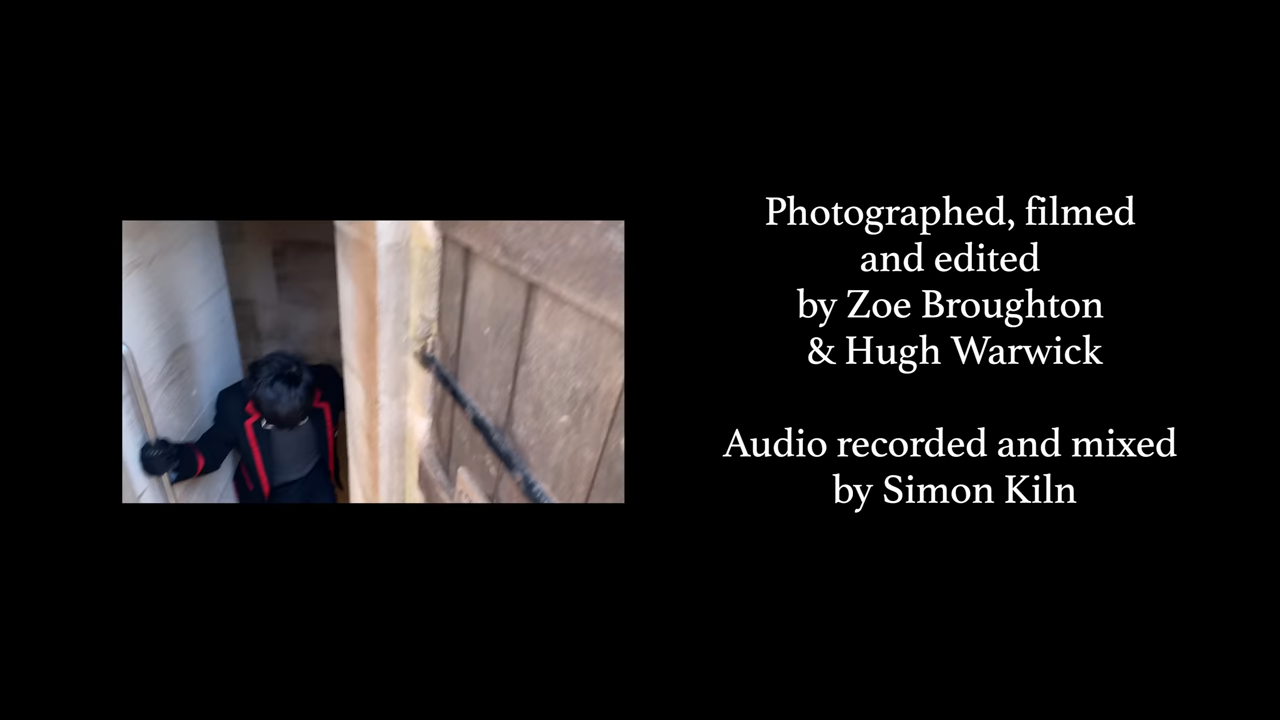 Photographed, filmed
and edited
by Zoe Broughton
& Hugh Warwick
Audio recorded and mixed
by Simon Kiln